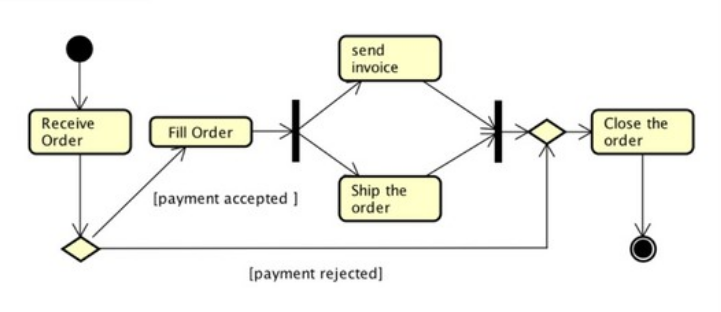 Receive
Order
Fill Order
send
invoice
Ship the
order
Close the
order
[payment accepted ]
[payment rejected]